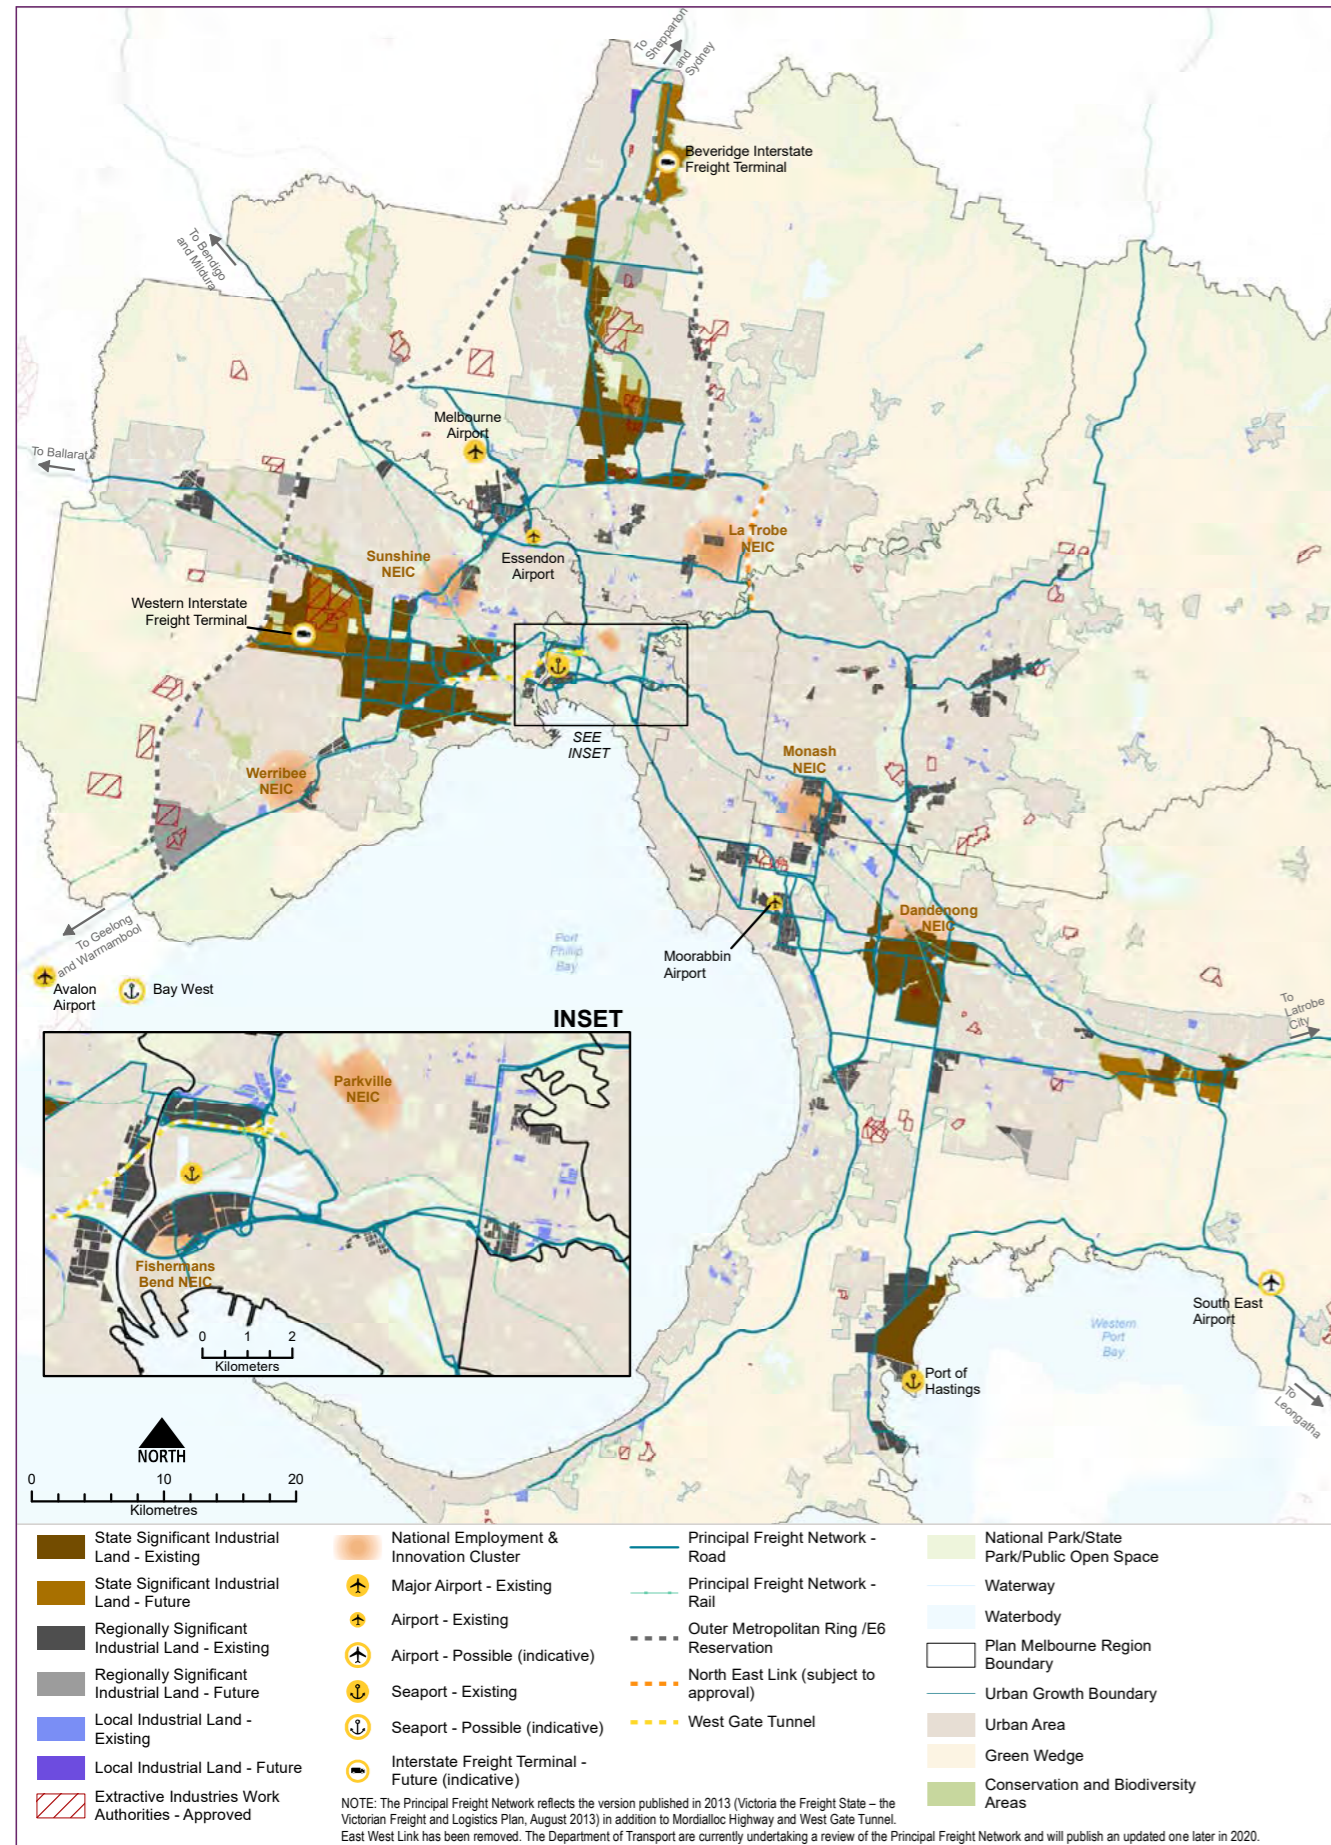 To
Shepparton
and
Sydney
Beveridge Interstate
Freight Terminal
To Bendigo
and Mildura
Melbourne
Airport
To Ballarat
La Trobe
NEIC
Sunshine
NEIC
Essendon
Airport
Western Interstate
Freight Terminal
SEE
INSET
Monash
NEIC
Werribee
NEIC
Dandenong
NEIC
To Geelong
and Warrnambool
Port
Phillip
Bay
Moorabbin
Airport
Avalon
Airport
Bay West
To
Latrobe
City
INSET
Parkville
NEIC
Fishermans
Bend NEIC
0 1 2
Kilometers
South East
Airport
Western
Port
Bay
Port of
Hastings
To
Leongatha
NORTH
0 10 20
Kilometres
State Significant Industrial
Land - Existing
State Significant Industrial
Land - Future
Regionally Significant
Industrial Land - Existing
Regionally Significant
Industrial Land - Future
Local Industrial Land -
Existing
Local Industrial Land - Future
Extractive Industries Work
Authorities - Approved
National Employment &
Innovation Cluster
Major Airport - Existing
Airport - Existing
Airport - Possible (indicative)
Seaport - Existing
Seaport - Possible (indicative)
Interstate Freight Terminal -
Future (indicative)
Principal Freight Network -
Road
Principal Freight Network -
Rail
Outer Metropolitan Ring /E6
Reservation
North East Link (subject to
approval)
West Gate Tunnel
National Park/State
Park/Public Open Space
Waterway
Waterbody
Plan Melbourne Region
Boundary
Urban Growth Boundary
Urban Area
Green Wedge
Conservation and Biodiversity
Areas
NOTE: The Principal Freight Network reflects the version published in 2013 (Victoria the Freight State – the
Victorian Freight and Logistics Plan, August 2013) in addition to Mordialloc Highway and West Gate Tunnel.
East West Link has been removed. The Department of Transport are currently undertaking a review of the Principal Freight Network and will publish an updated one later in 2020.